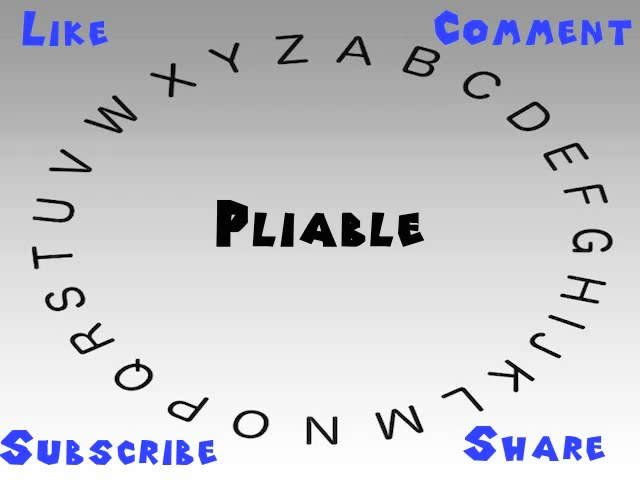 Like
Comment
A B C D E F G H I J K L M N O P Q R S T U V W X Y Z
Pliable
Subscribe
Share